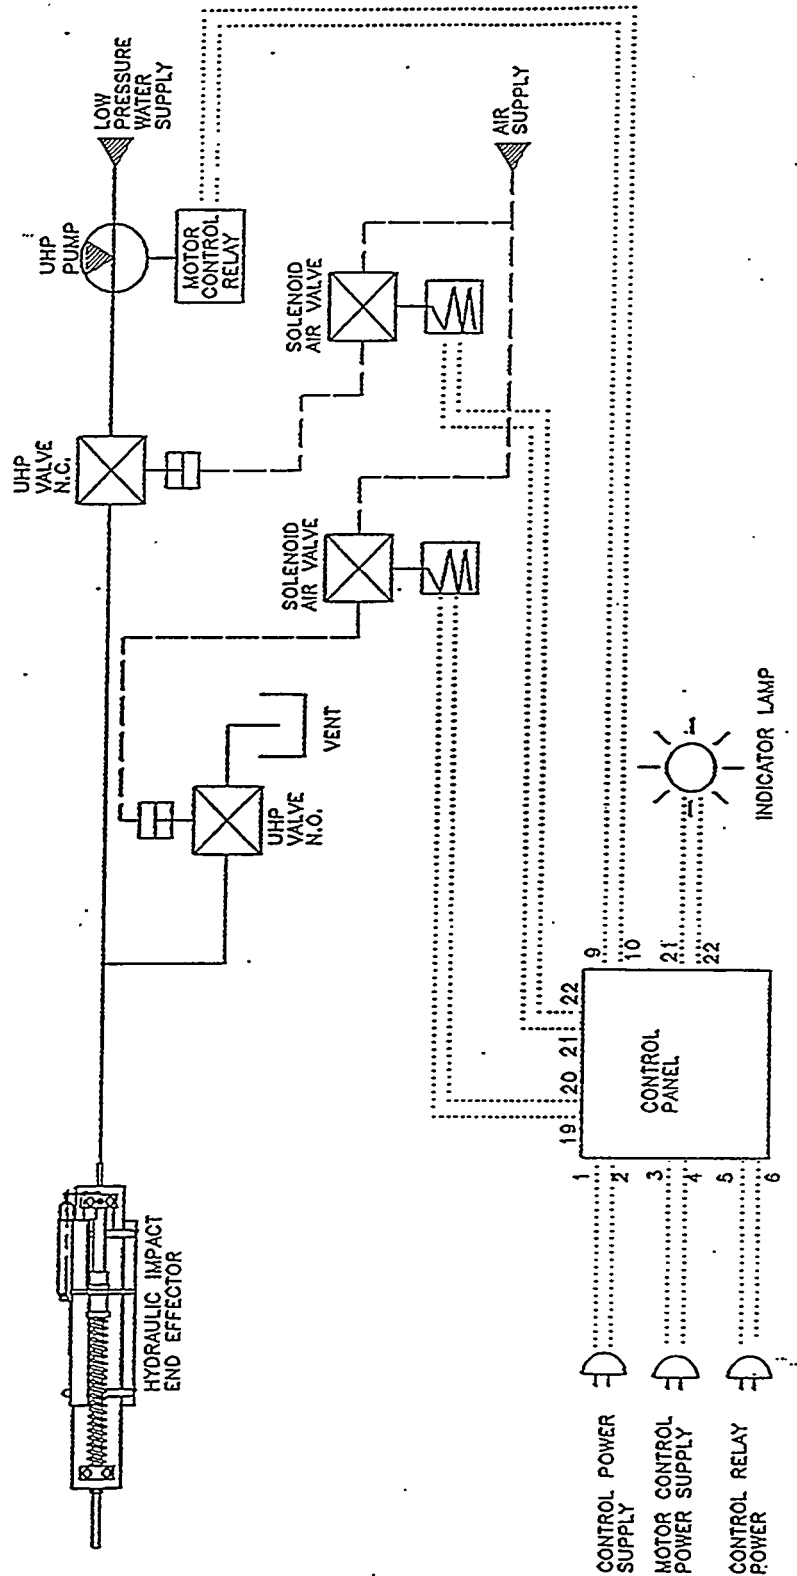 LOW
PRESSURE
WATER
SUPPLY
UHP
PUMP
MOTOR
CONTROL
RELAY
AIR
SUPPLY
SOLENOID
AIR VALVE
UHP
VALVE
N.C.
SOLENOID
AIR VALVE
VENT
UHP
VALVE
N.O.
INDICATOR LAMP
HYDRAULIC IMPACT
END EFFECTOR
CONTROL
PANEL
19
20
21
22
9
10
21
22
1
2
3
4
5
6
CONTROL POWER
SUPPLY
MOTOR CONTROL
POWER SUPPLY
CONTROL RELAY
POWER